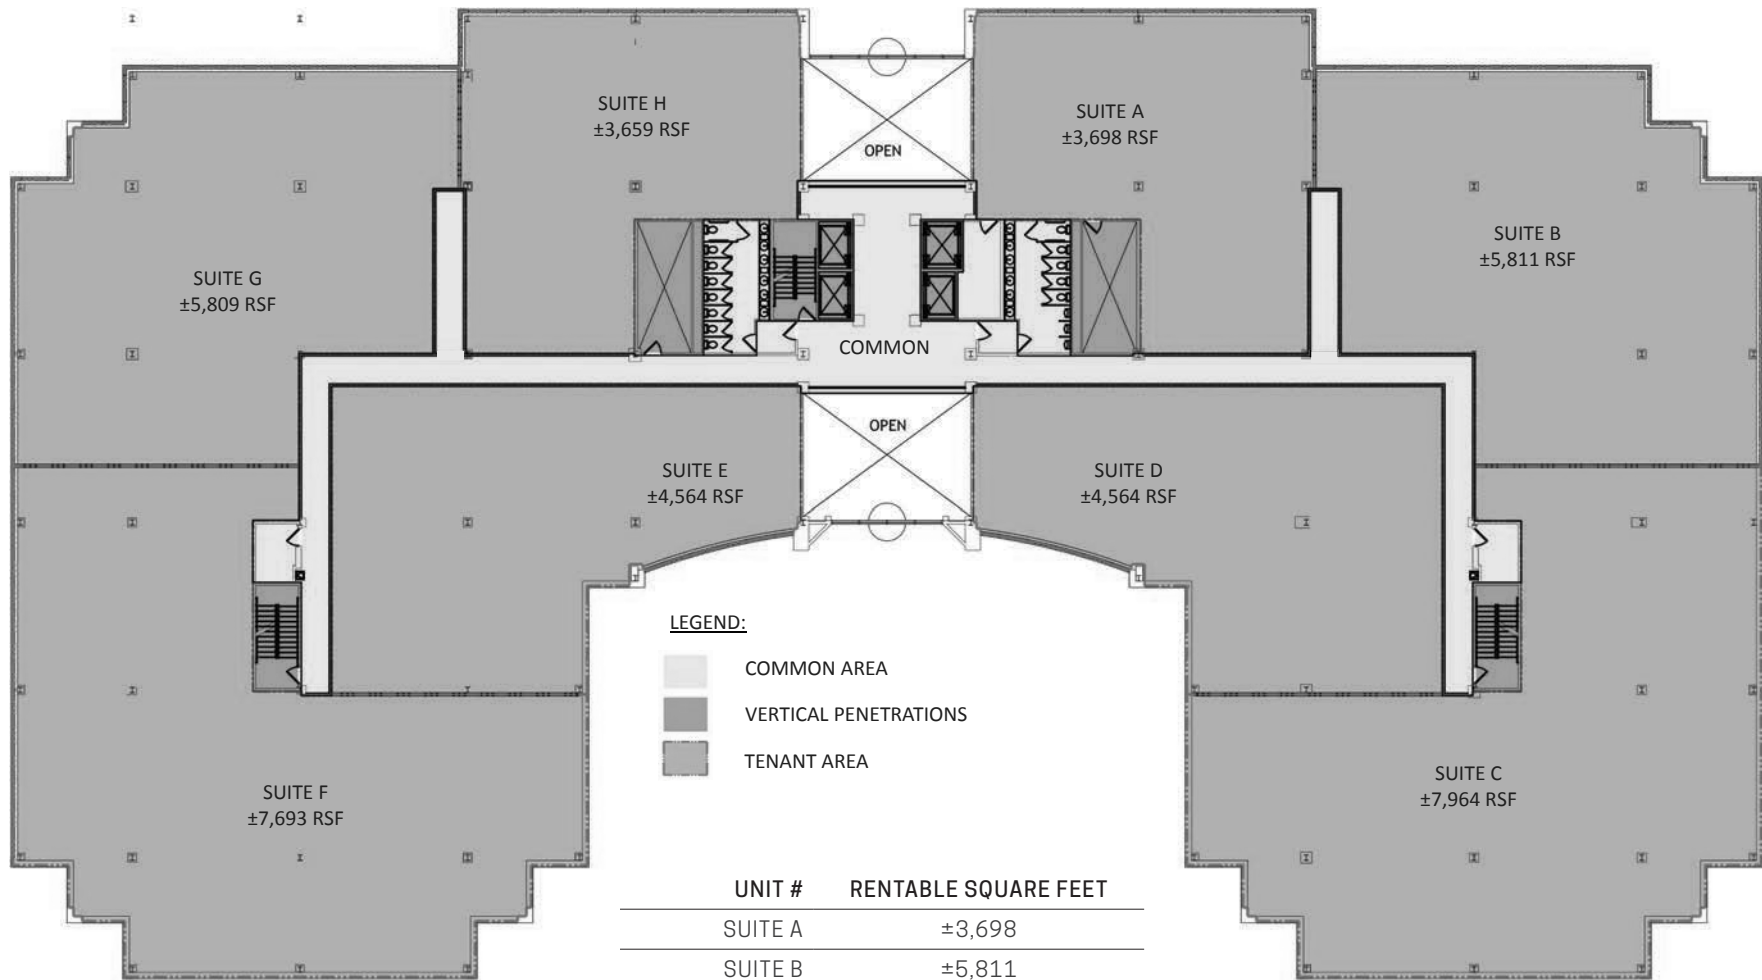 SUITE H
±3,659 RSF
SUITE A
±3,698 RSF
OPEN
SUITE B
±5,811 RSF
SUITE G
±5,809 RSF
COMMON
OPEN
SUITE E
±4,564 RSF
SUITE D
±4,564 RSF
LEGEND:
COMMON AREA
VERTICAL PENETRATIONS
TENANT AREA
SUITE F
±7,693 RSF
SUITE C
±7,964 RSF
UNIT # RENTABLE SQUARE FEET
SUITE A ±3,698
SUITE B ±5,811